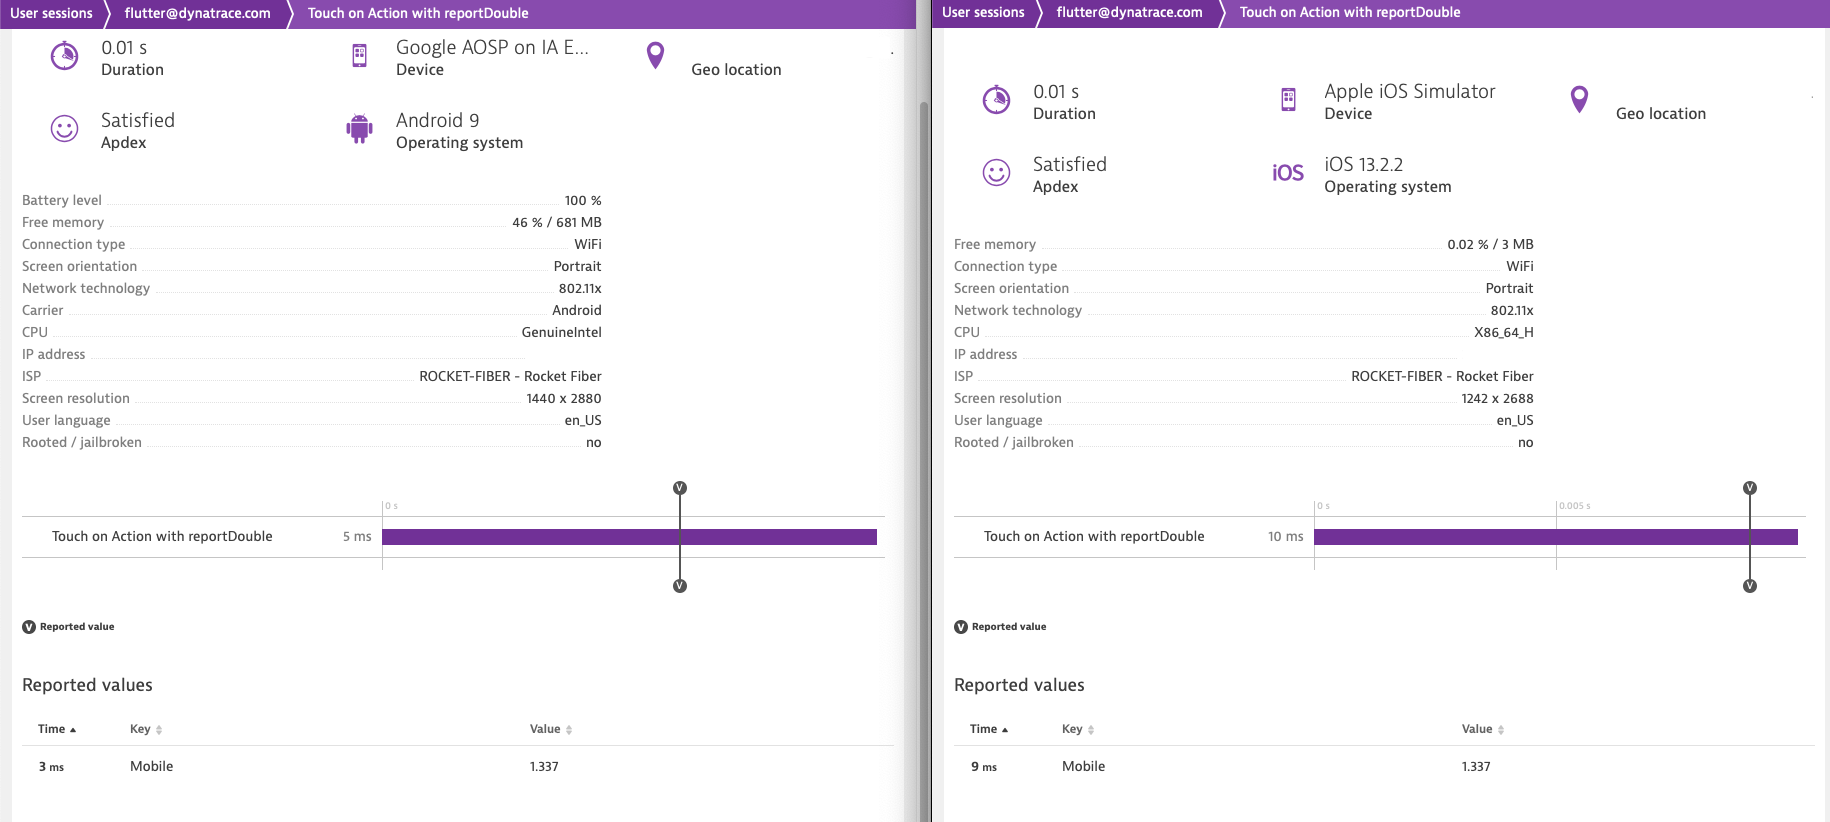 User sessions
flutter@dynatrace.com
Touch on Action with reportDouble
0.01 s
Duration
Google AOSP on IA E...
Device
Geo location
Satisfied
Apdex
Android 9
Operating system
Battery level 100 %
Free memory 46 % / 681 MB
Connection type WiFi
Screen orientation Portrait
Network technology 802.11x
Carrier Android
CPU GenuineIntel
IP address
ISP ROCKET-FIBER - Rocket Fiber
Screen resolution 1440 x 2880
User language en_US
Rooted / jailbroken no
V
0 s
Touch on Action with reportDouble 5 ms
V
V Reported value
Reported values
Time Key Value
3 ms Mobile 1.337
User sessions
flutter@dynatrace.com
Touch on Action with reportDouble
0.01 s
Duration
Apple iOS Simulator
Device
Geo location
Satisfied
Apdex
iOS
iOS 13.2.2
Operating system
Free memory 0.02 % / 3 MB
Connection type WiFi
Screen orientation Portrait
Network technology 802.11x
CPU X86_64_H
IP address
ISP ROCKET-FIBER - Rocket Fiber
Screen resolution 1242 x 2688
User language en_US
Rooted / jailbroken no
V
0 s 0.005 s
Touch on Action with reportDouble 10 ms
V
V Reported value
Reported values
Time Key Value
9 ms Mobile 1.337